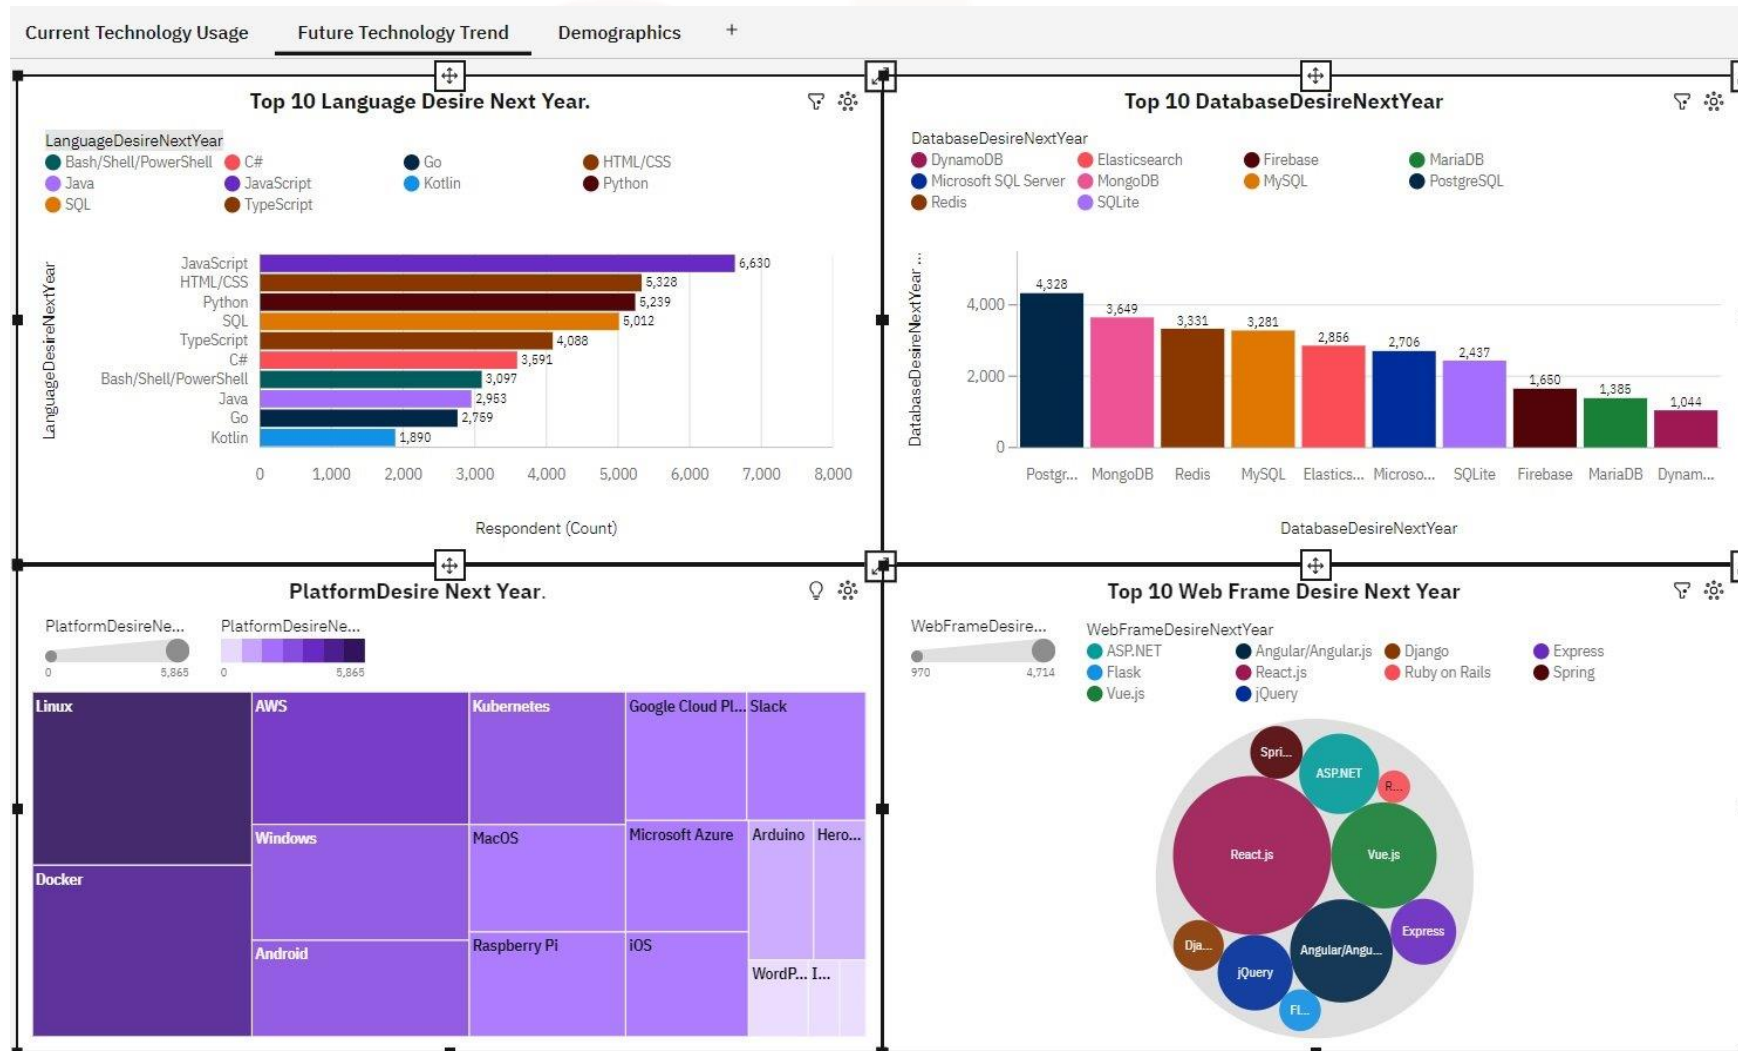 Current Technology Usage Future Technology Trend Demographics +
Top 10 Language Desire Next Year.
LanguageDesireNextYear
Bash/Shell/PowerShell C# Go HTML/CSS
Java JavaScript Kotlin Python
SQL TypeScript
LanguageDesireNextYear
JavaScript 6,630
HTML/CSS 5,328
Python 5,239
SQL 5,012
TypeScript 4,088
C# 3,591
Bash/Shell/PowerShell 3,097
Java 2,953
Go 2,759
Kotlin 1,890
0 1,000 2,000 3,000 4,000 5,000 6,000 7,000 8,000
Respondent (Count)
Top 10 DatabaseDesireNextYear
DatabaseDesireNextYear
DynamoDB Elasticsearch Firebase MariaDB
Microsoft SQL Server MongoDB MySQL PostgreSQL
Redis SQLite
DatabaseDesireNextYear ...
4,000
2,000
0
4,328 3,649 3,331 3,281 2,856 2,706 2,437 1,650 1,385 1,044
Postgr... MongoDB Redis MySQL Elastics... Microso... SQLite Firebase MariaDB Dynam...
DatabaseDesireNextYear
PlatformDesire Next Year.
PlatformDesireNe... PlatformDesireNe...
0 5,865 0 5,865
Linux AWS Kubernetes Google Cloud Pl... Slack
Windows MacOS Microsoft Azure Arduino Hero...
Docker
Android Raspberry Pi iOS
WordP... I...
Top 10 Web Frame Desire Next Year
WebFrameDesire... WebFrameDesireNextYear
970 4,714
ASP.NET Angular/Angular.js Django Express
Flask React.js Ruby on Rails Spring
Vue.js jQuery
Spri... ASP.NET
R...
React.js Vue.js
Express
Dja... Angular/Angu...
jQuery
Fl...